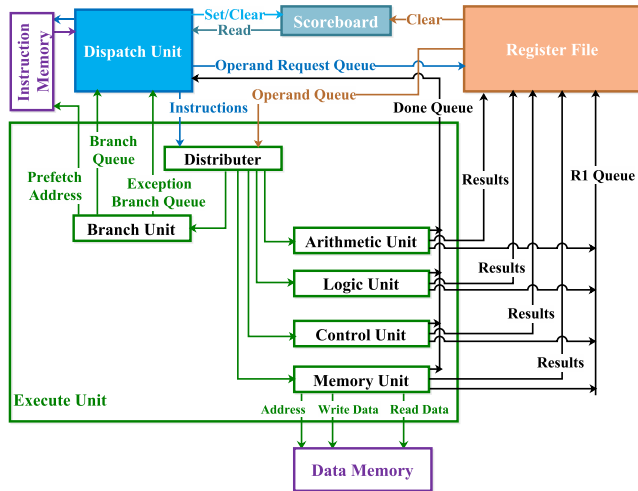 Set/Clear
Scoreboard
Clear
Read
Instruction
Memory
Dispatch Unit
Register File
Operand Request Queue
Operand Queue
Done Queue
Instructions
Branch
Queue
Distributer
Prefetch
Address
Exception
Branch Queue
Results
R1 Queue
Branch Unit
Arithmetic Unit
Results
Logic Unit
Results
Control Unit
Results
Memory Unit
Execute Unit
Address
Write Data
Read Data
Data Memory